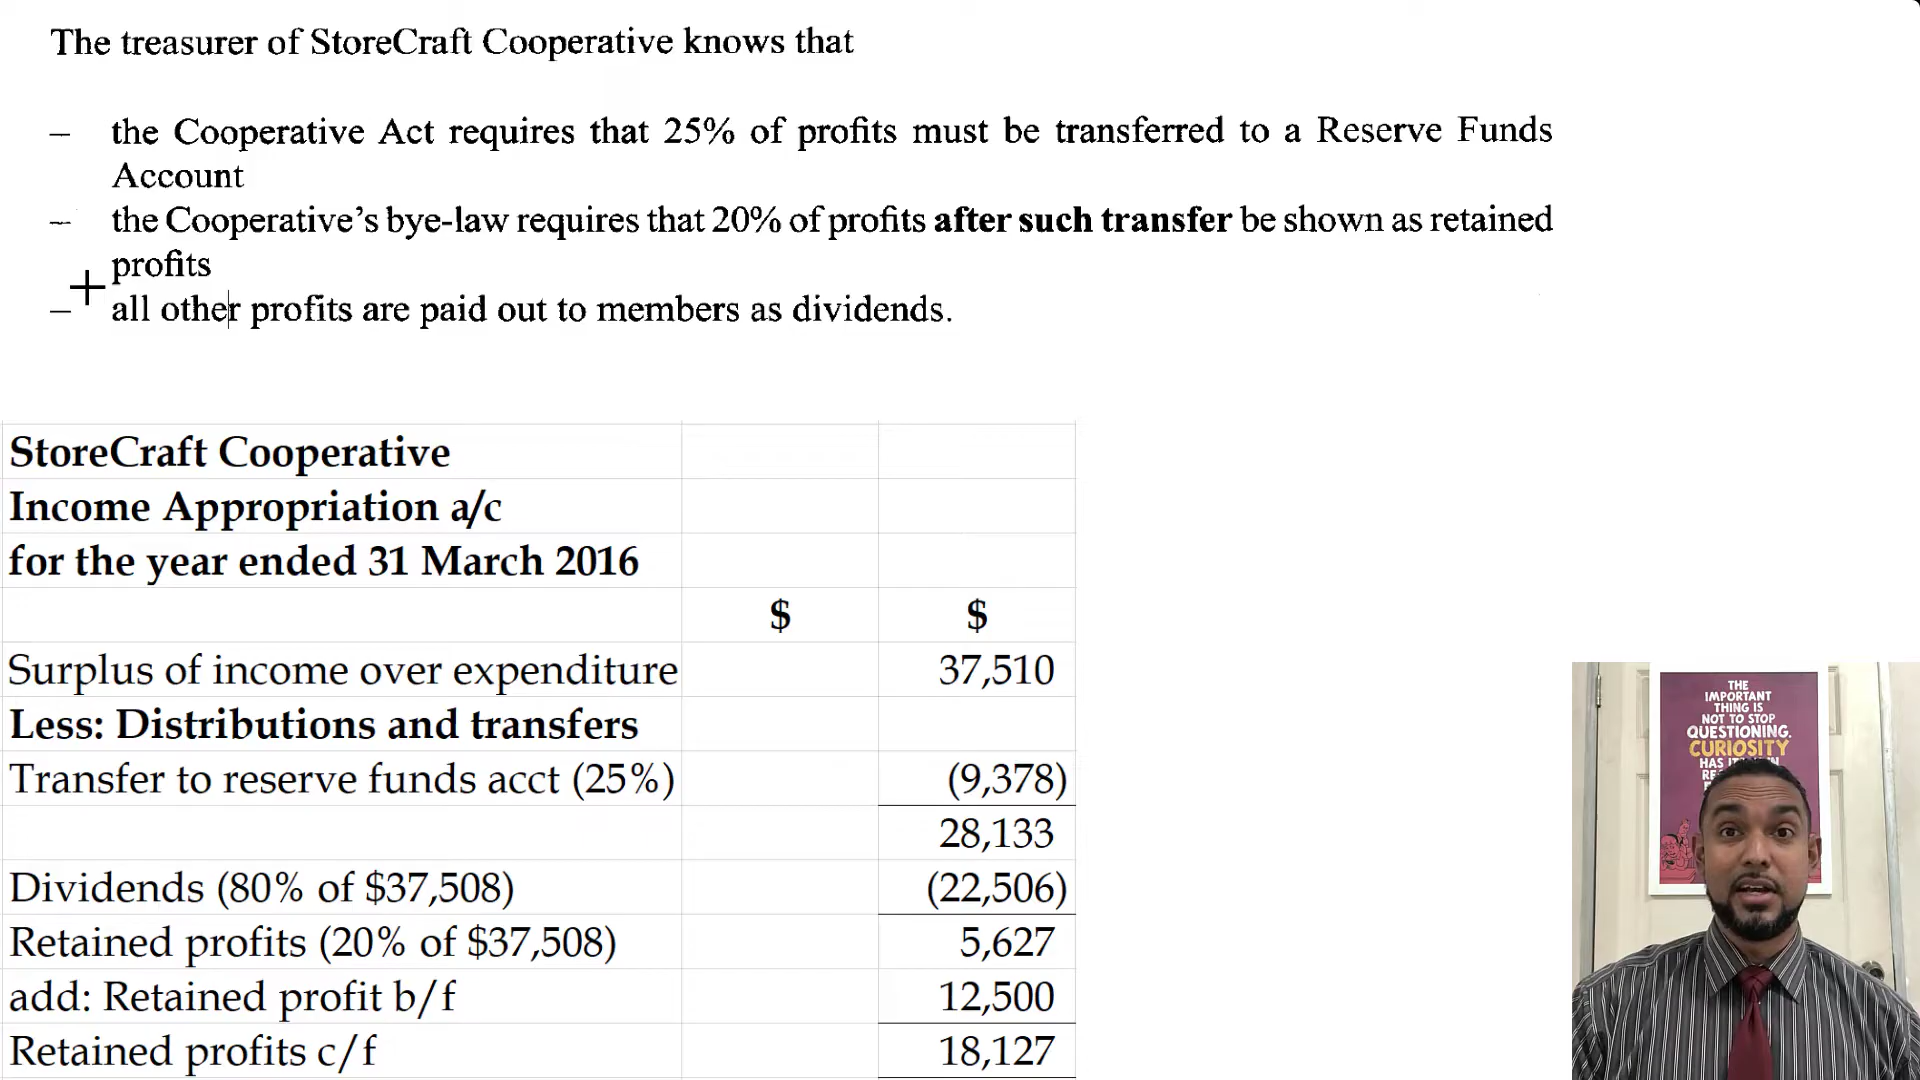 The treasurer of StoreCraft Cooperative knows that
– the Cooperative Act requires that 25% of profits must be transferred to a Reserve Funds
Account
– the Cooperative's bye-law requires that 20% of profits after such transfer be shown as retained
profits
– all other profits are paid out to members as dividends.
StoreCraft Cooperative
Income Appropriation a/c
for the year ended 31 March 2016
$ $
Surplus of income over expenditure 37,510
Less: Distributions and transfers
Transfer to reserve funds acct (25%) (9,378)
28,133
Dividends (80% of $37,508) (22,506)
Retained profits (20% of $37,508) 5,627
add: Retained profit b/f 12,500
Retained profits c/f 18,127
THE
IMPORTANT
THING IS
NOT TO STOP
QUESTIONING.
CURIOSITY
HAS